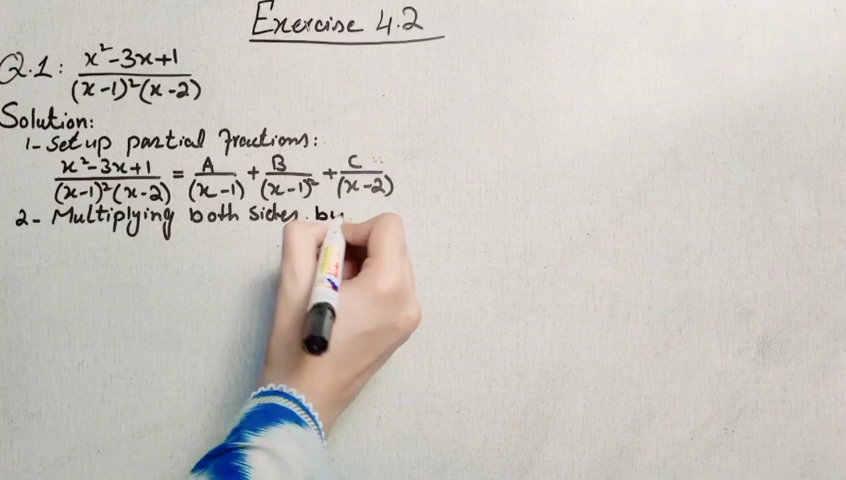 Exercise 4.2
Q.1: x²-3x+1 / (x-1)²(x-2)
Solution:
1- Set up partial fractions:
x²-3x+1 / (x-1)²(x-2) = A / (x-1) + B / (x-1)² + C / (x-2)
2- Multiplying both sides by